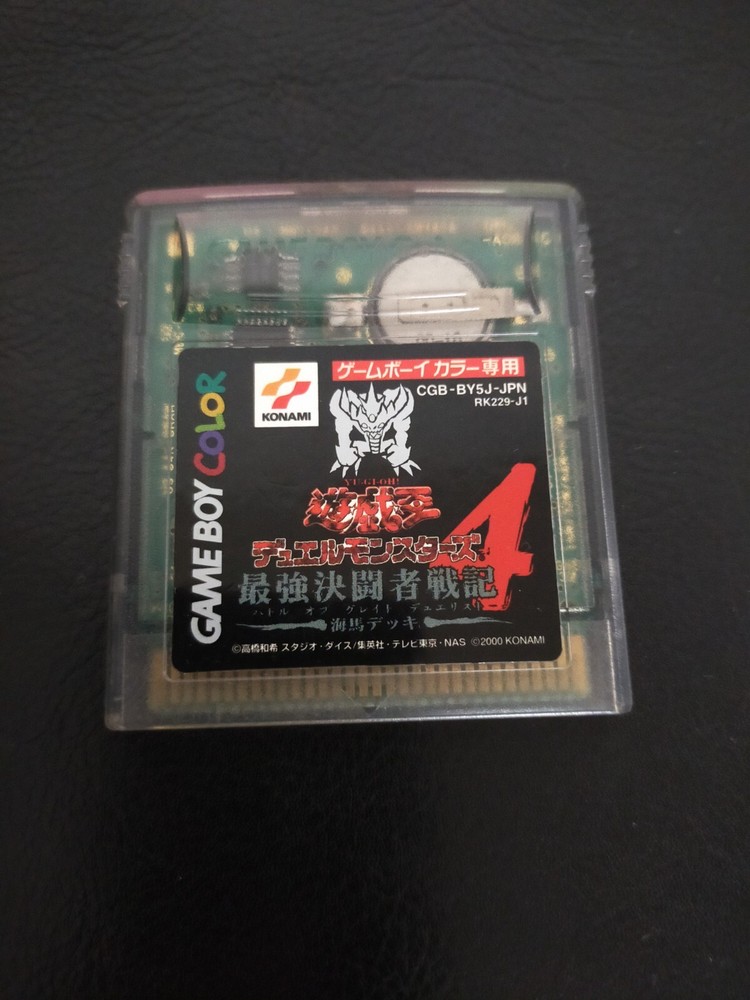 KONAMI
ゲームボーイカラー専用
CGB-BY5J-JPN
RK229-J1
GAME BOY COLOR
YU-GI-OH!
遊戯王
デュエルモンスターズ4
最強決闘者戦記
バトル オブ グレイト デュエリスト
海馬デッキ
©高橋和希 スタジオ・ダイス/集英社・テレビ東京・NAS ©2000 KONAMI